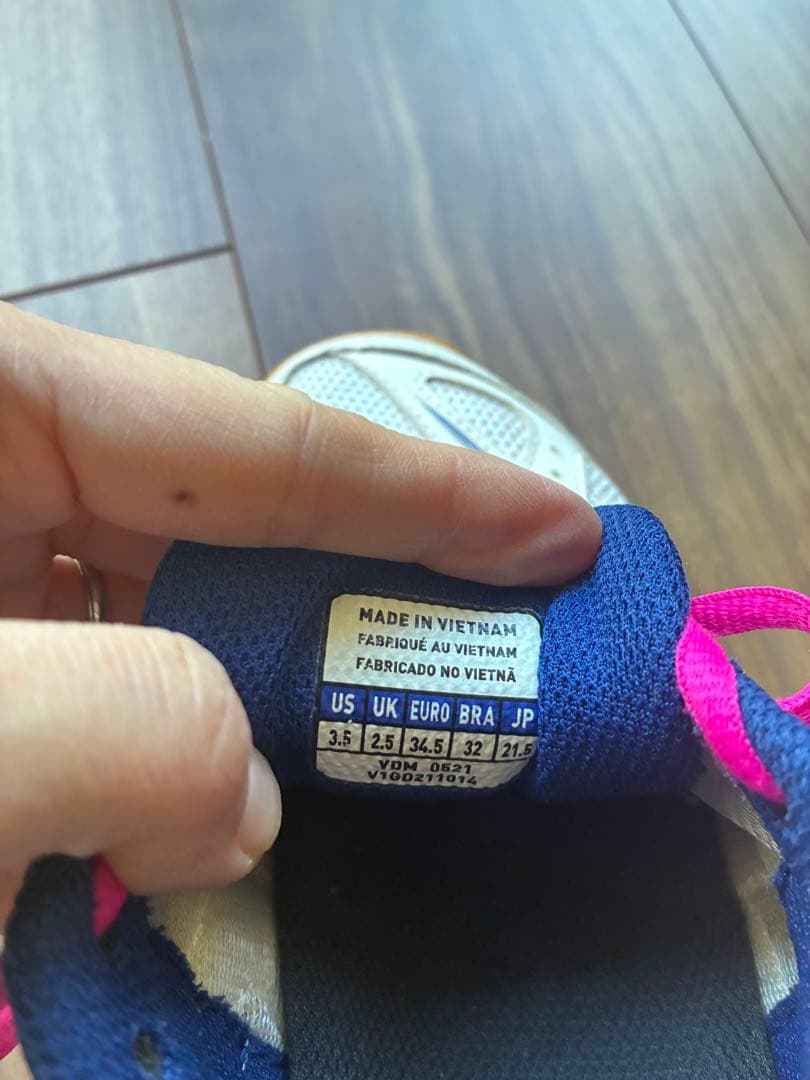 MADE IN VIETNAM
FABRIQUÉ AU VIETNAM
FABRICADO NO VIETNÃ
US UK EURO BRA JP
3.5 2.5 34.5 32 21.5
VDM 0521
V1GD211014